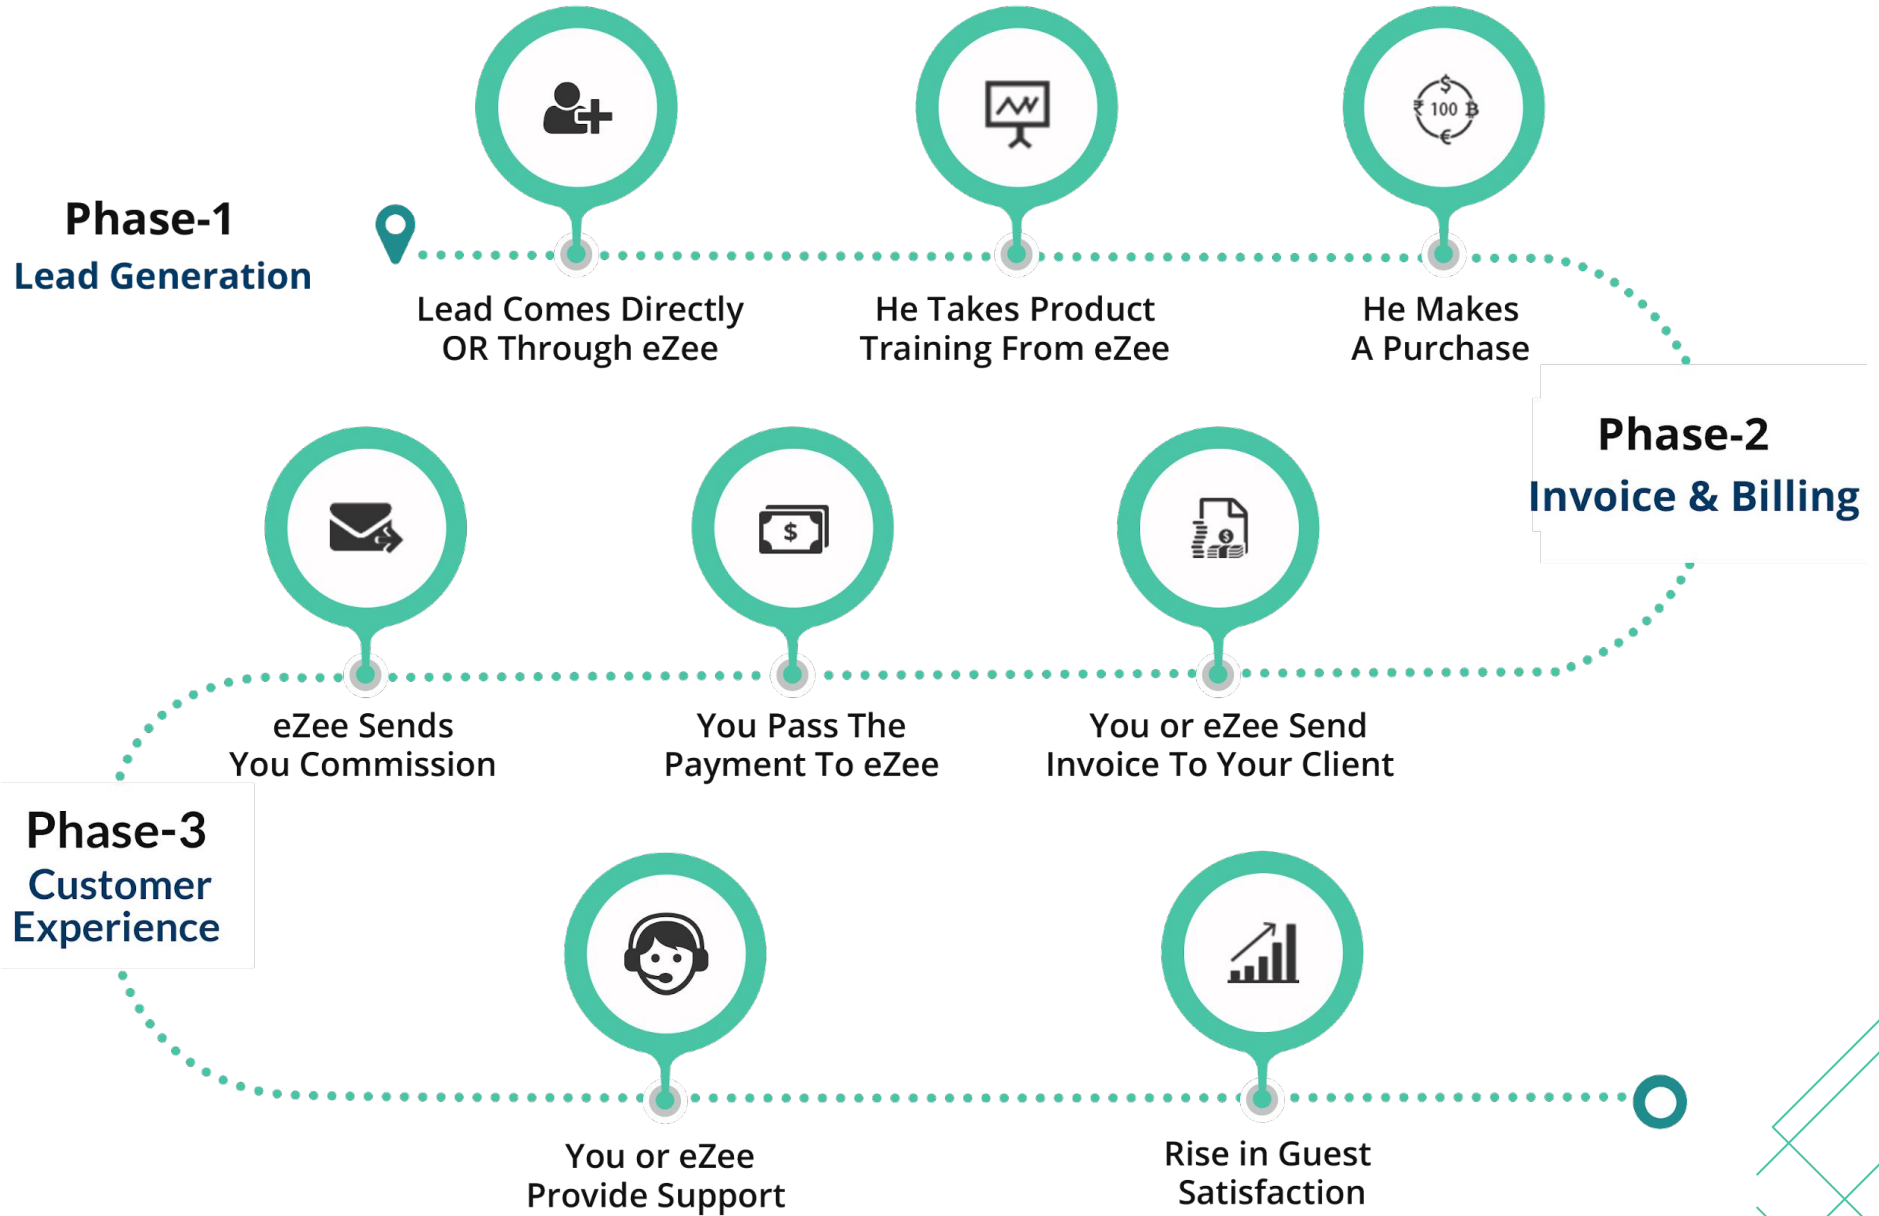 ₹ 100 ₿
$
€
Phase-1
Lead Generation
Lead Comes Directly
OR Through eZee
He Takes Product
Training From eZee
He Makes
A Purchase
Phase-2
Invoice & Billing
$
$
You or eZee Send
Invoice To Your Client
You Pass The
Payment To eZee
eZee Sends
You Commission
Phase-3
Customer
Experience
You or eZee
Provide Support
Rise in Guest
Satisfaction